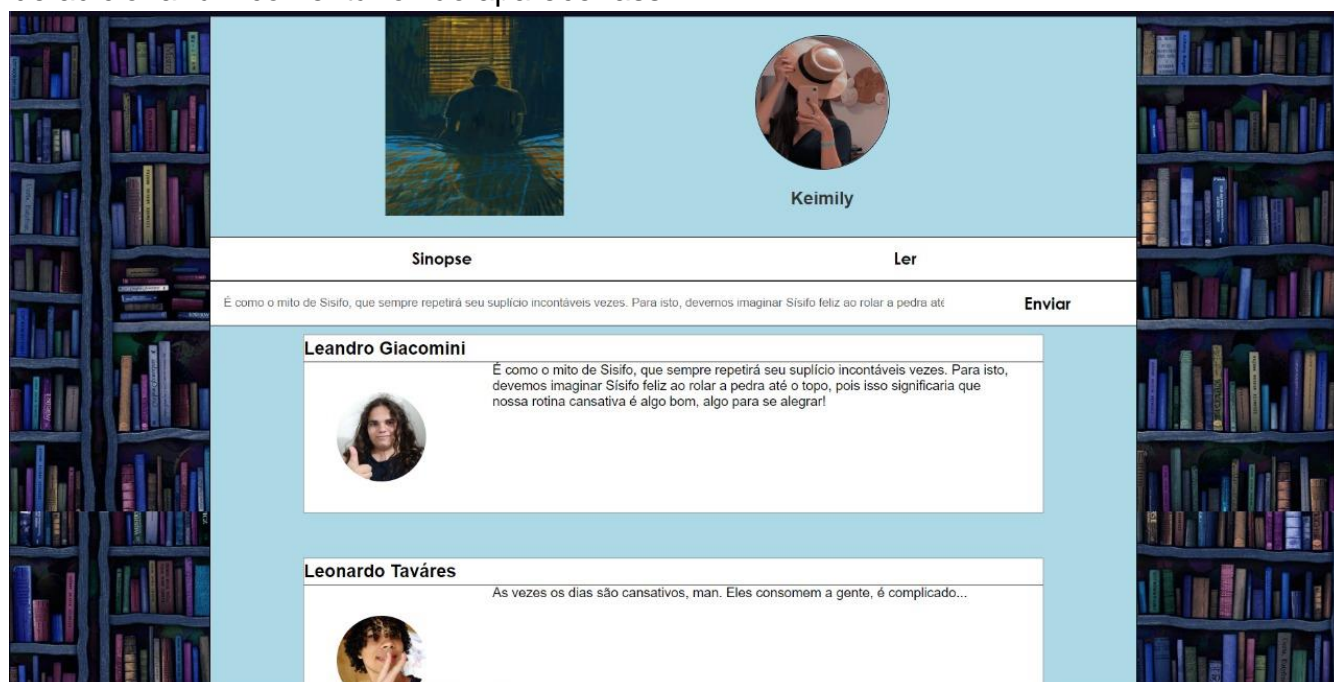 Keimily
Sinopse
Ler
É como o mito de Sisifo, que sempre repetirá seu suplício incontáveis vezes. Para isto, devemos imaginar Sísifo feliz ao rolar a pedra até
Enviar
Leandro Giacomini
É como o mito de Sisifo, que sempre repetirá seu suplício incontáveis vezes. Para isto,
devemos imaginar Sísifo feliz ao rolar a pedra até o topo, pois isso significaria que
nossa rotina cansativa é algo bom, algo para se alegrar!
Leonardo Taváres
As vezes os dias são cansativos, man. Eles consomem a gente, é complicado...